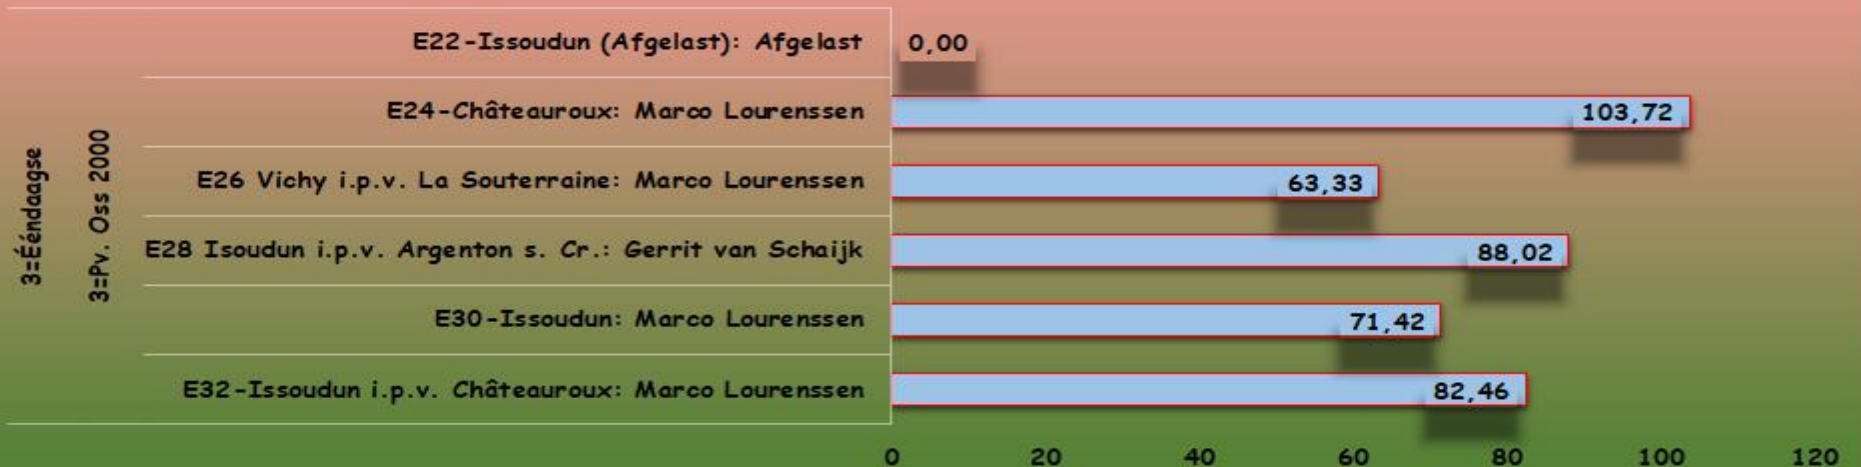 3=Ééndaagse
3=Pv. Oss 2000
E22-Issoudun (Afgelast): Afgelast 0,00
E24-Châteauroux: Marco Lourenssen 103,72
E26 Vichy i.p.v. La Souterraine: Marco Lourenssen 63,33
E28 Isoudun i.p.v. Argenton s. Cr.: Gerrit van Schaijk 88,02
E30-Issoudun: Marco Lourenssen 71,42
E32-Issoudun i.p.v. Châteauroux: Marco Lourenssen 82,46
0 20 40 60 80 100 120